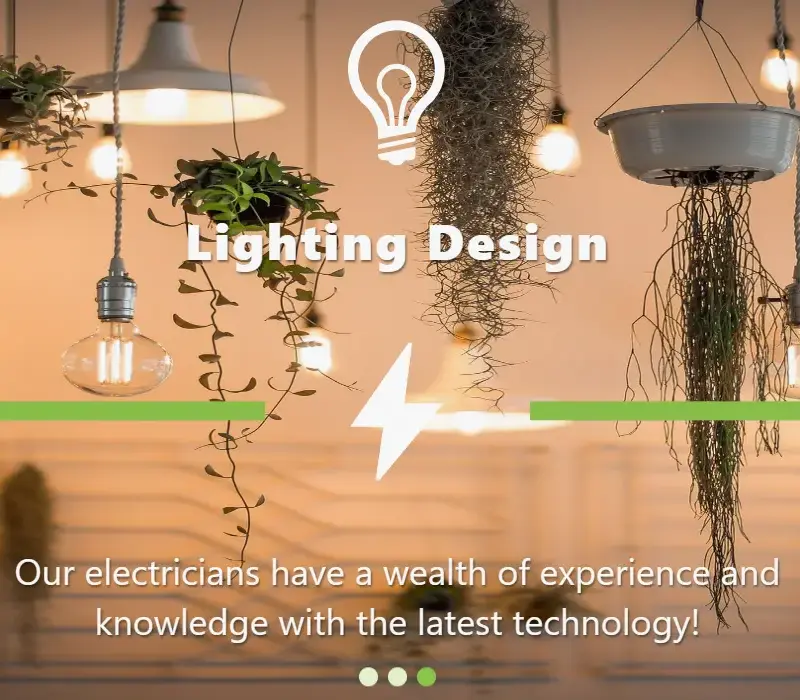 Lighting Design
Our electricians have a wealth of experience and
knowledge with the latest technology!